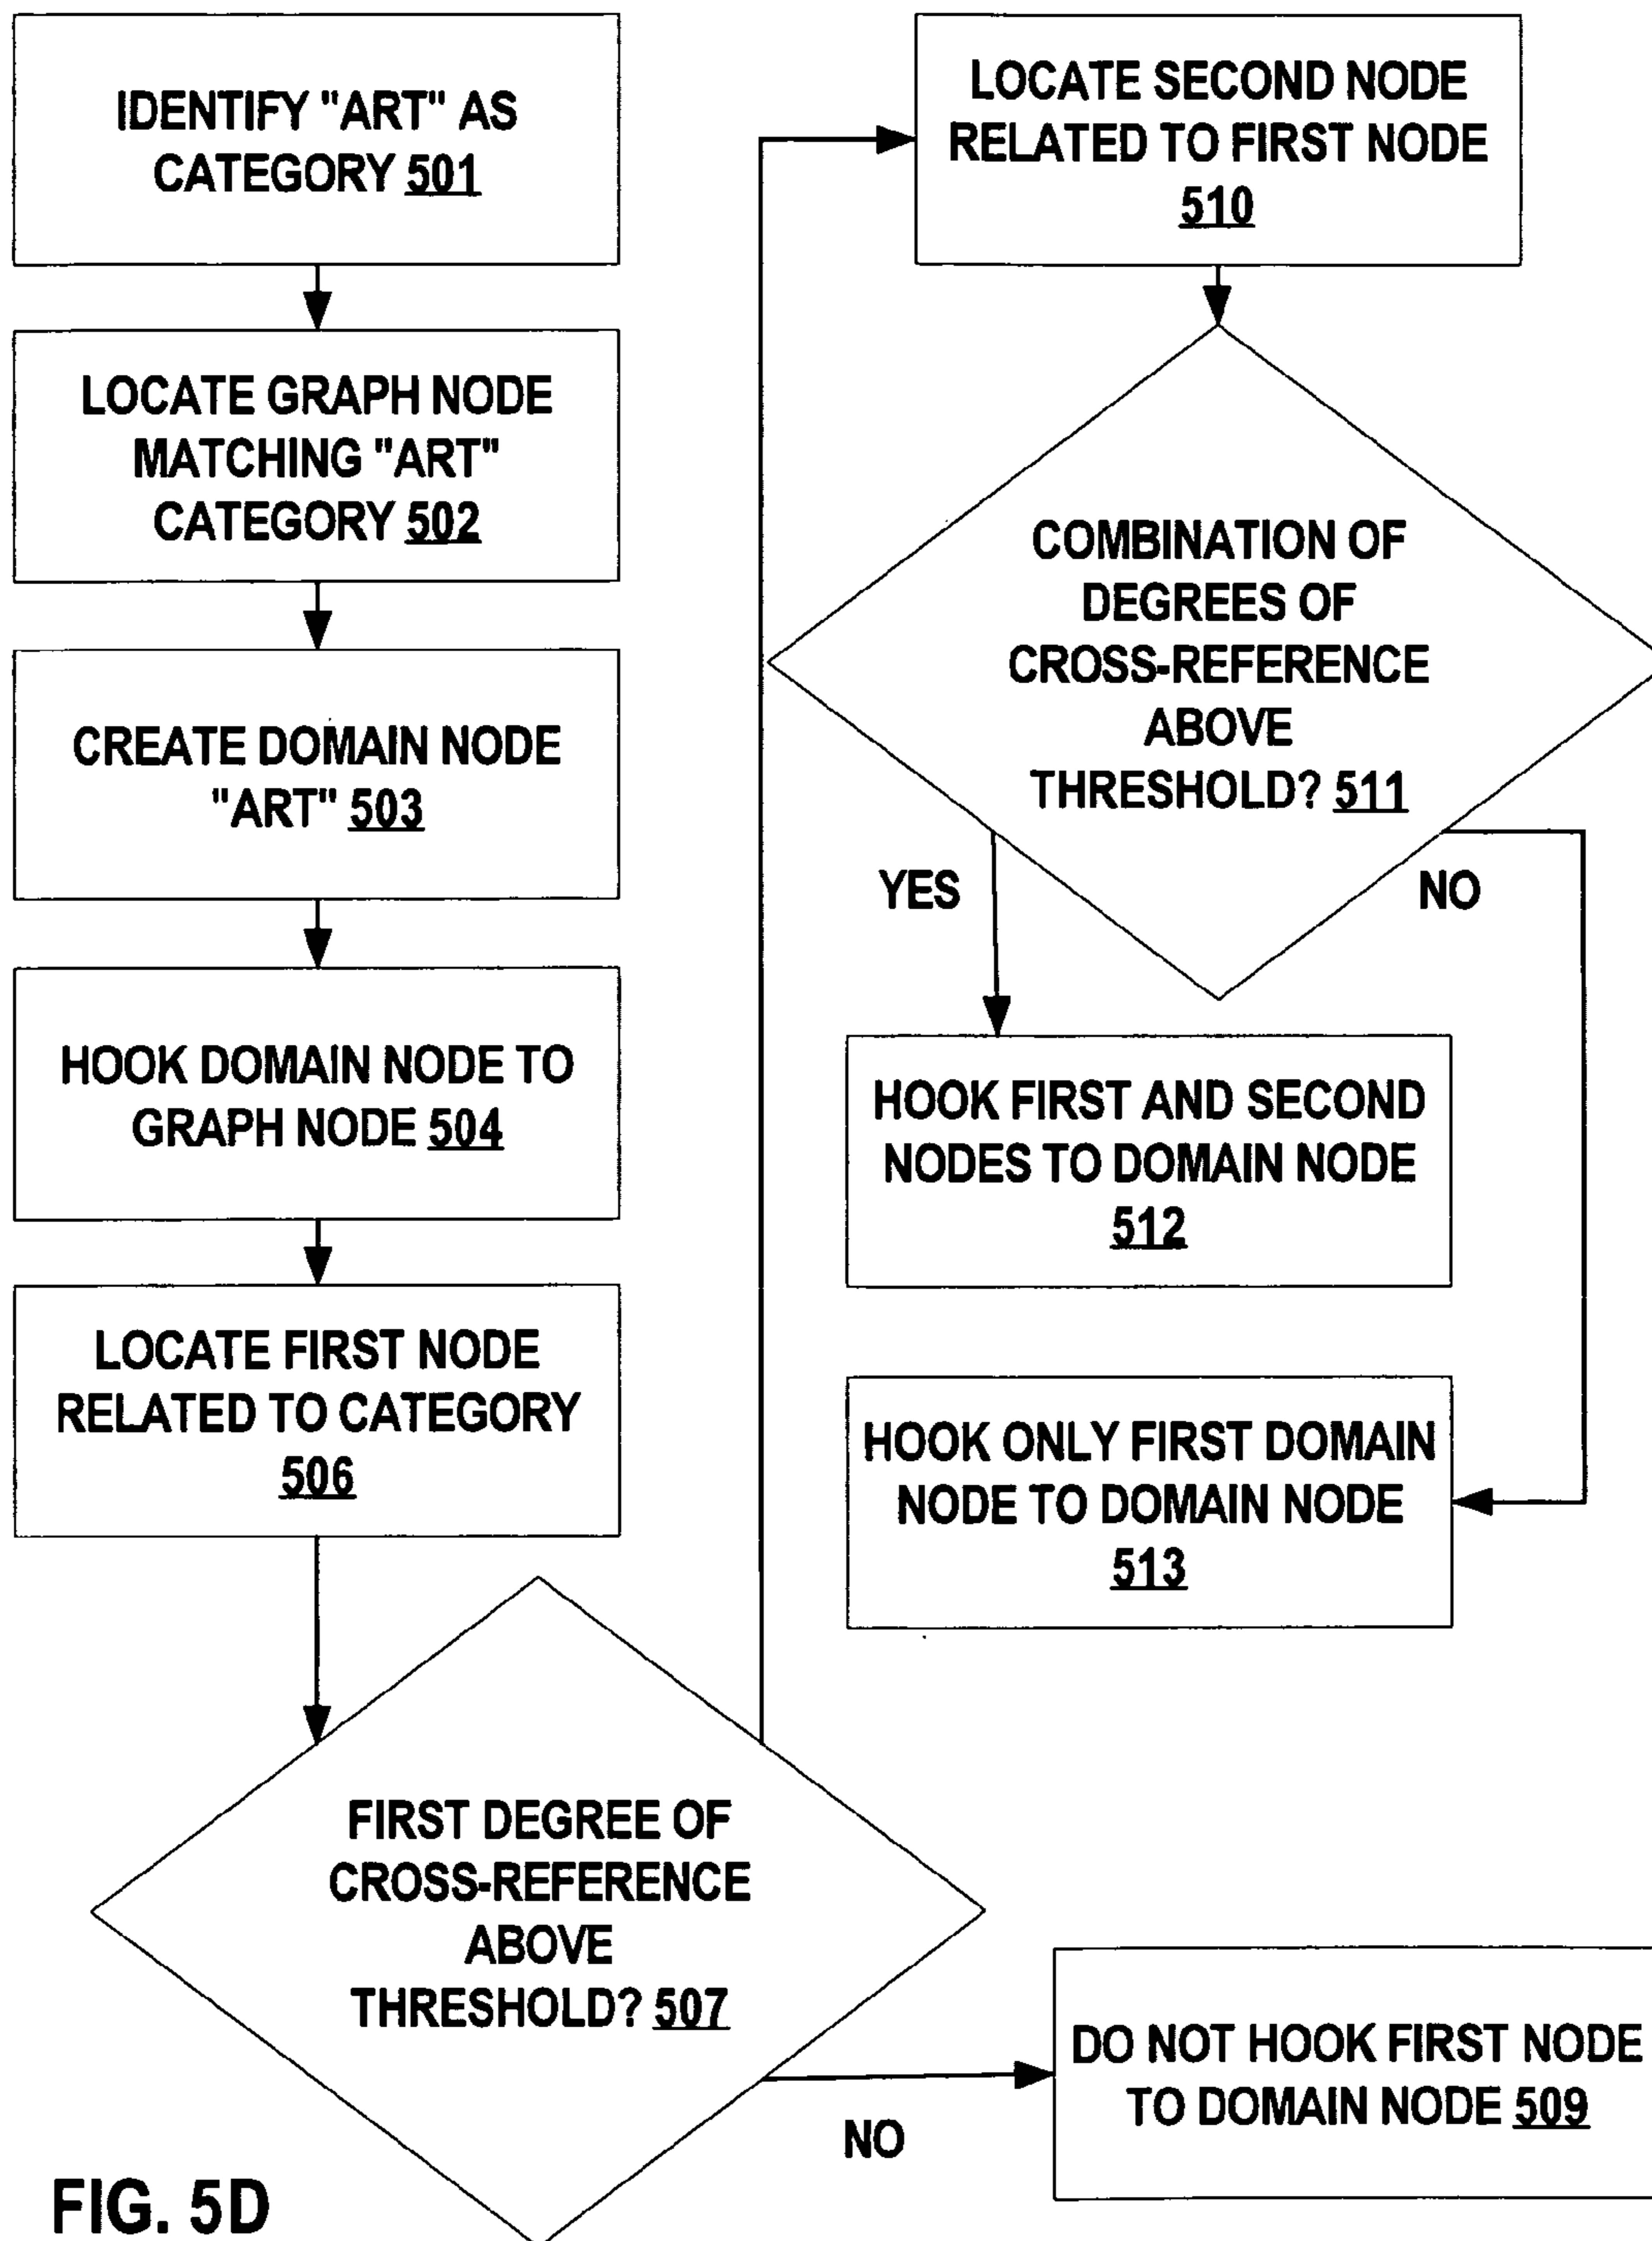 IDENTIFY "ART" AS
CATEGORY 501
LOCATE GRAPH NODE
MATCHING "ART"
CATEGORY 502
CREATE DOMAIN NODE
"ART" 503
HOOK DOMAIN NODE TO
GRAPH NODE 504
LOCATE FIRST NODE
RELATED TO CATEGORY
506
FIRST DEGREE OF
CROSS-REFERENCE
ABOVE
THRESHOLD? 507
NO
DO NOT HOOK FIRST NODE
TO DOMAIN NODE 509
LOCATE SECOND NODE
RELATED TO FIRST NODE
510
COMBINATION OF
DEGREES OF
CROSS-REFERENCE
ABOVE
THRESHOLD? 511
YES
NO
HOOK FIRST AND SECOND
NODES TO DOMAIN NODE
512
HOOK ONLY FIRST DOMAIN
NODE TO DOMAIN NODE
513
FIG. 5D